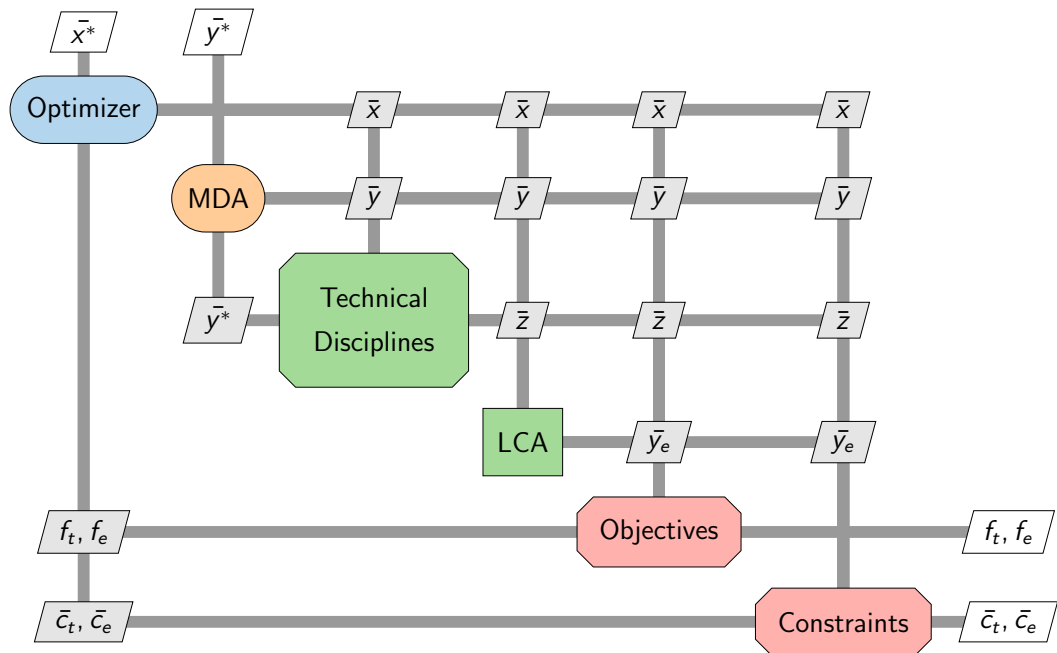 x̄* ȳ*
Optimizer x̄ x̄ x̄ x̄
MDA ȳ ȳ ȳ ȳ
Technical
Disciplines
ȳ* z̄ z̄ z̄
LCA ȳₑ ȳₑ
fₜ, fₑ Objectives fₜ, fₑ
c̄ₜ, c̄ₑ Constraints c̄ₜ, c̄ₑ